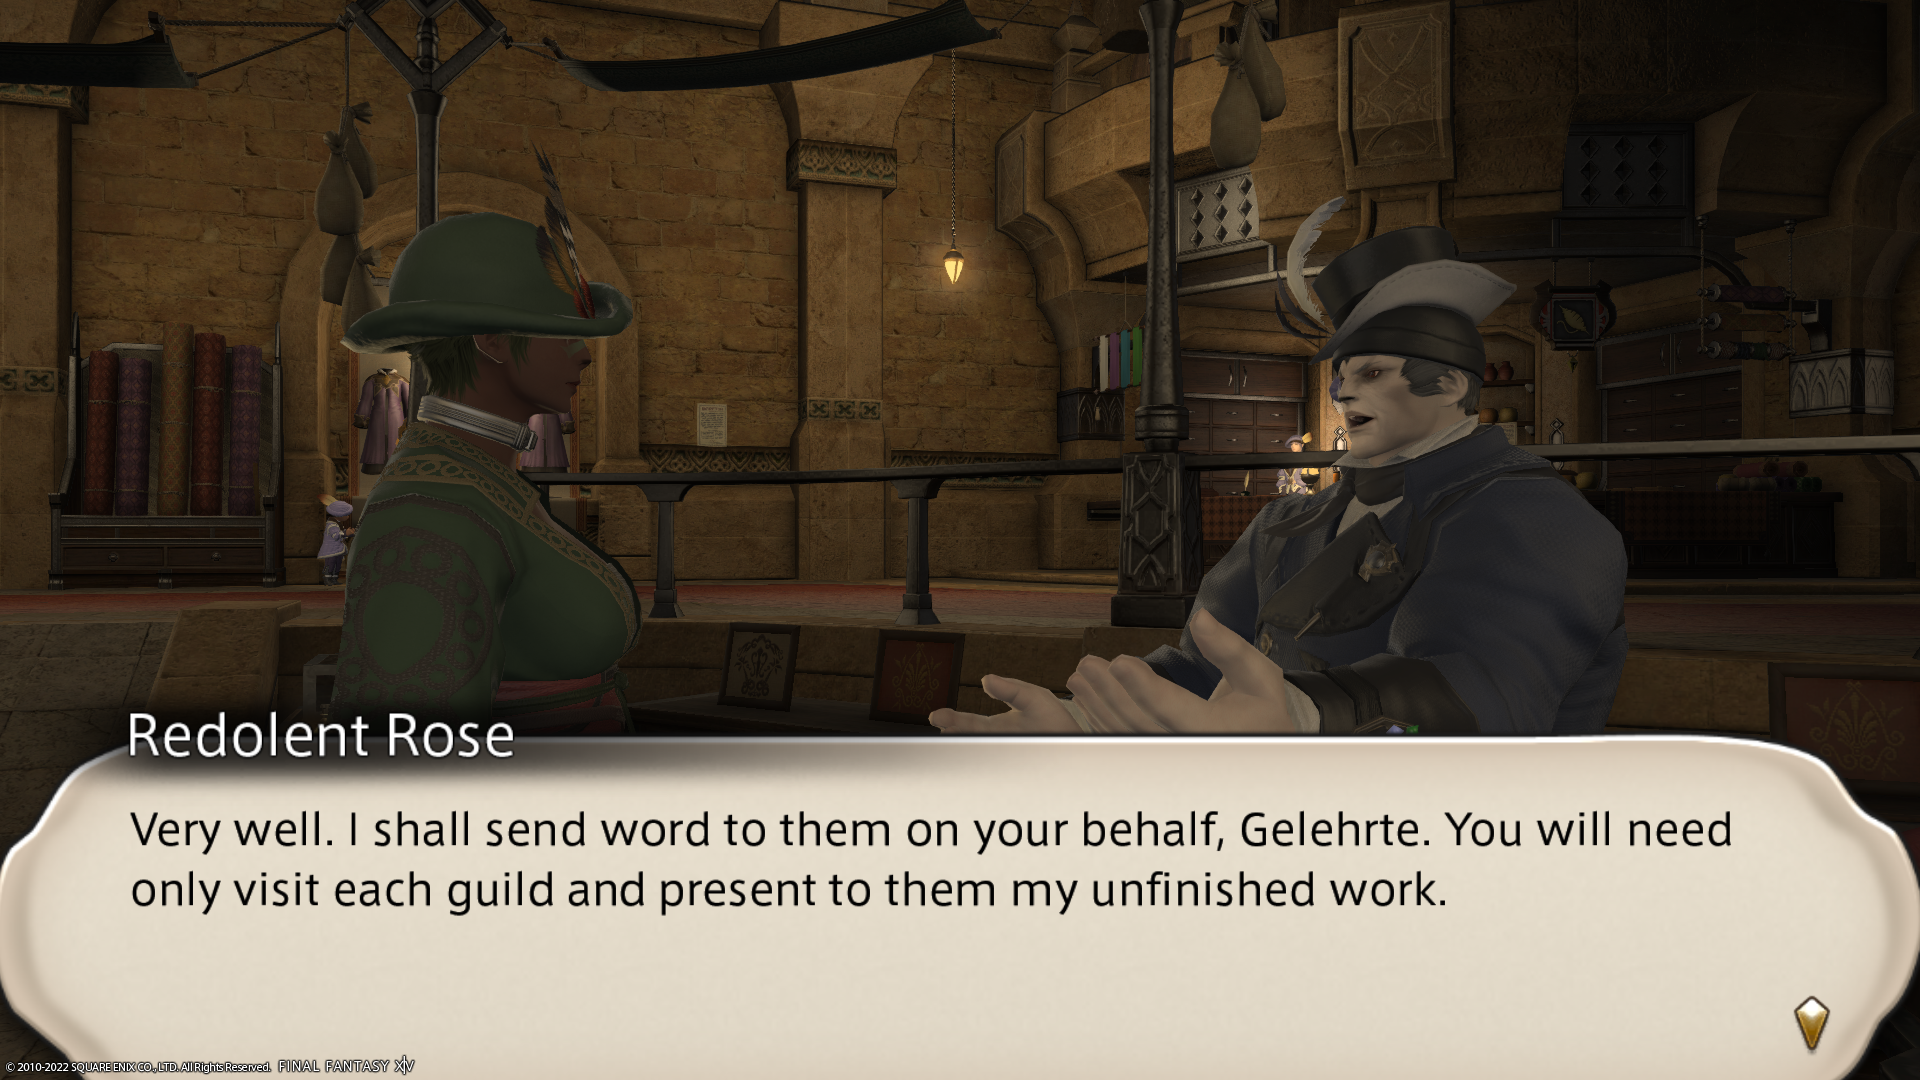 Redolent Rose
Very well. I shall send word to them on your behalf, Gelehrte. You will need
only visit each guild and present to them my unfinished work.
© 2010-2022 SQUARE ENIX CO., LTD. All Rights Reserved. FINAL FANTASY XIV